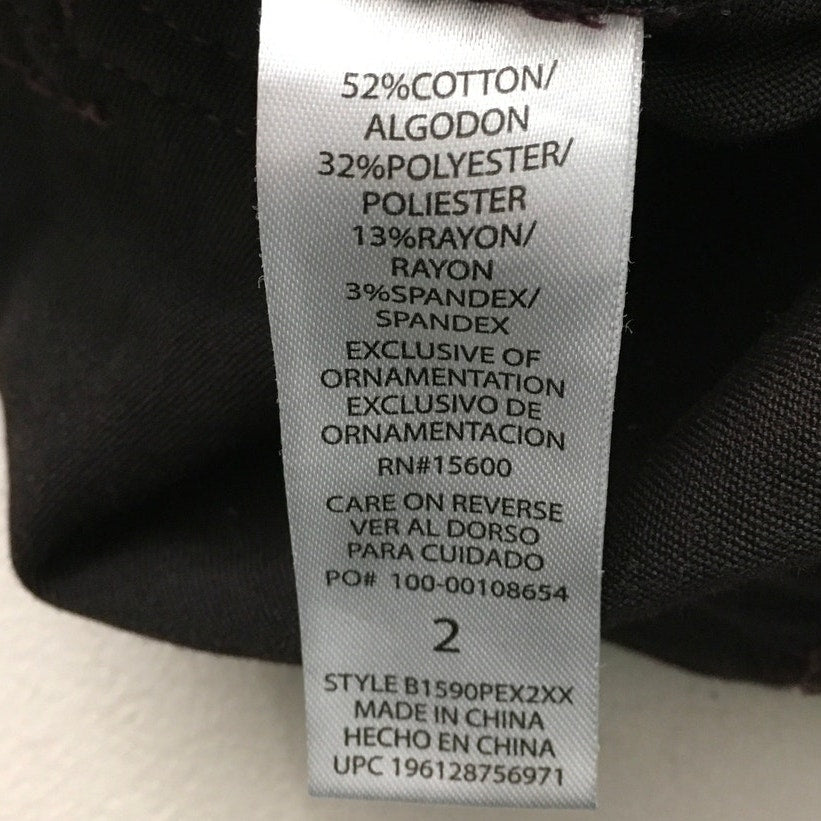 52%COTTON/
ALGODON
32%POLYESTER/
POLIESTER
13%RAYON/
RAYON
3%SPANDEX/
SPANDEX
EXCLUSIVE OF
ORNAMENTATION
EXCLUSIVO DE
ORNAMENTACION
RN#15600
CARE ON REVERSE
VER AL DORSO
PARA CUIDADO
PO# 100-00108654
2
STYLE B1590PEX2XX
MADE IN CHINA
HECHO EN CHINA
UPC 196128756971